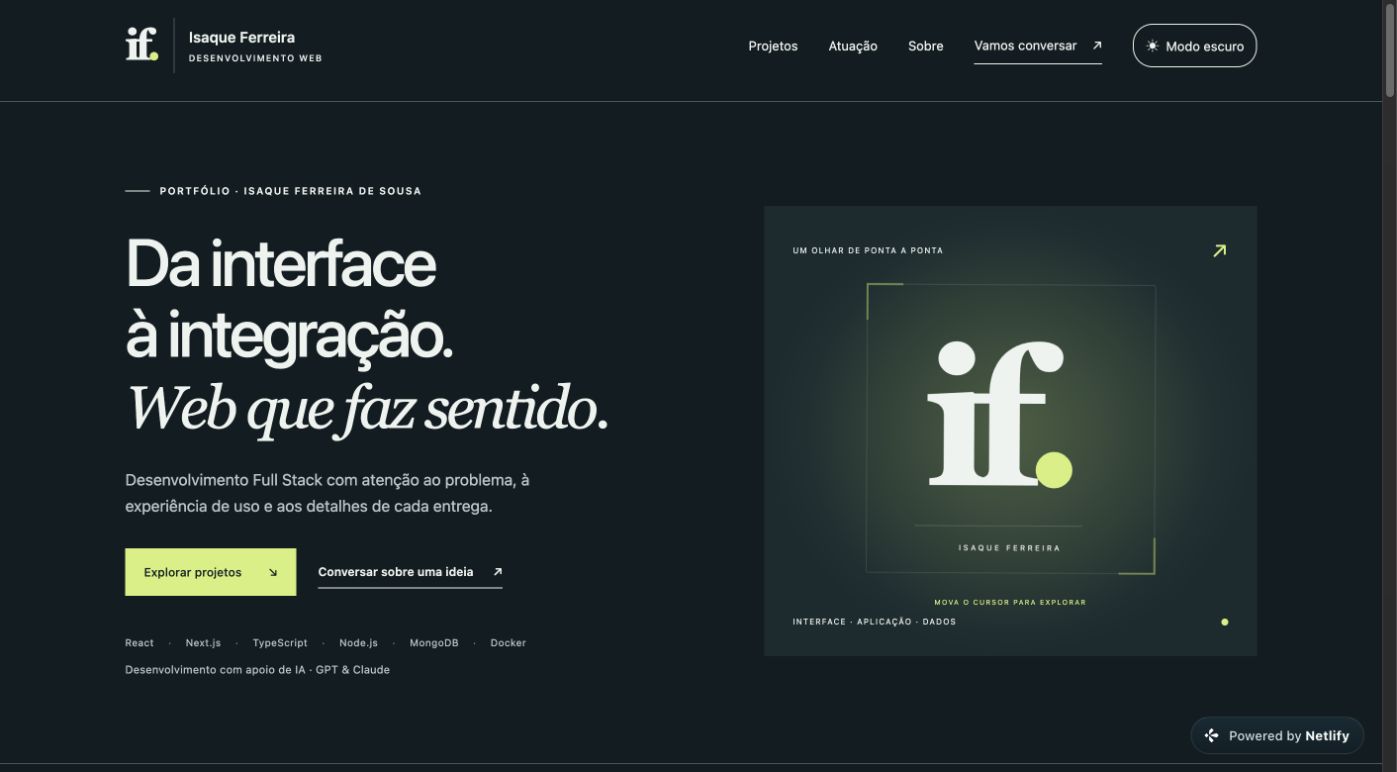 if.
Isaque Ferreira
DESENVOLVIMENTO WEB
Projetos
Atuação
Sobre
Vamos conversar
Modo escuro
PORTFÓLIO · ISAQUE FERREIRA DE SOUSA
Da interface
à integração.
Web que faz sentido.
Desenvolvimento Full Stack com atenção ao problema, à
experiência de uso e aos detalhes de cada entrega.
Explorar projetos
Conversar sobre uma ideia
React · Next.js · TypeScript · Node.js · MongoDB · Docker
Desenvolvimento com apoio de IA · GPT & Claude
UM OLHAR DE PONTA A PONTA
if.
ISAQUE FERREIRA
MOVA O CURSOR PARA EXPLORAR
INTERFACE · APLICAÇÃO · DADOS
Powered by Netlify